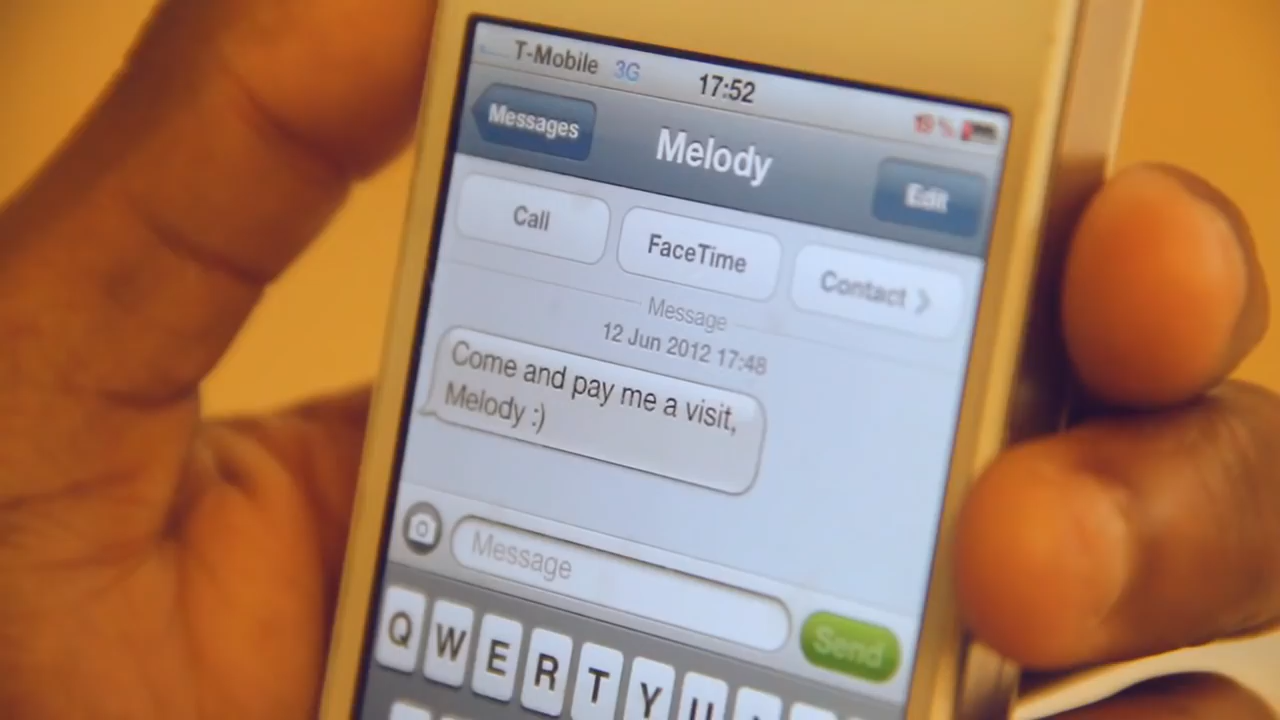 T-Mobile 3G 17:52
Messages Melody Edit
Call FaceTime Contact
Message
12 Jun 2012 17:48
Come and pay me a visit,
Melody :)
Message Send
Q W E R T Y U